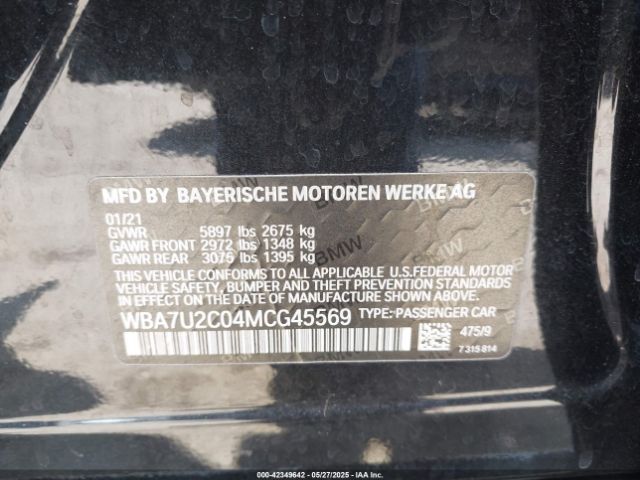 MFD BY BAYERISCHE MOTOREN WERKE AG
01/21
GVWR 5897 lbs 2675 kg
GAWR FRONT 2972 lbs 1348 kg
GAWR REAR 3075 lbs 1395 kg
THIS VEHICLE CONFORMS TO ALL APPLICABLE U.S.FEDERAL MOTOR
VEHICLE SAFETY, BUMPER AND THEFT PREVENTION STANDARDS IN
EFFECT ON THE DATE OF MANUFACTURE SHOWN ABOVE.
WBA7U2C04MCG45569 TYPE: PASSENGER CAR
475/9
7 315 814
000-42349642 - 05/27/2025 - IAA Inc.